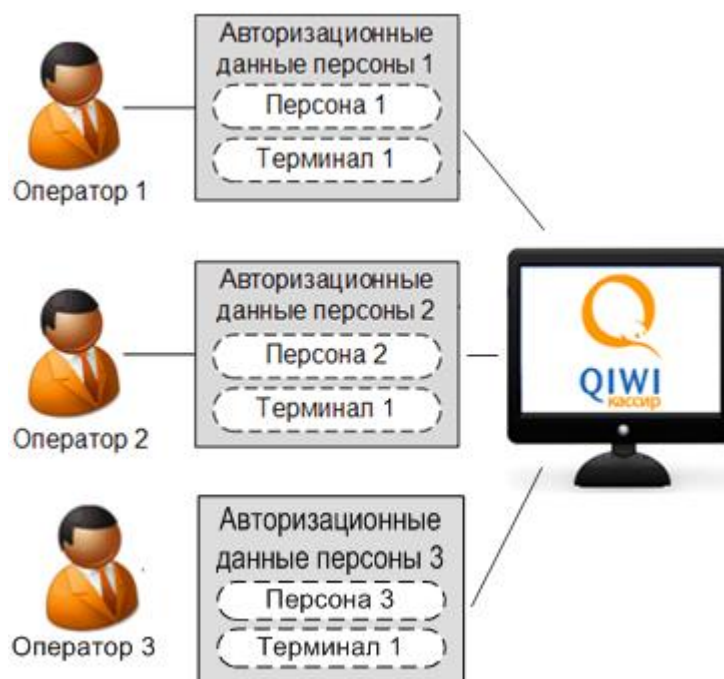 Авторизационные
данные персоны 1
Персона 1
Терминал 1
Оператор 1
Авторизационные
данные персоны 2
Персона 2
Терминал 1
Оператор 2
QIWI
кассир
Авторизационные
данные персоны 3
Персона 3
Терминал 1
Оператор 3